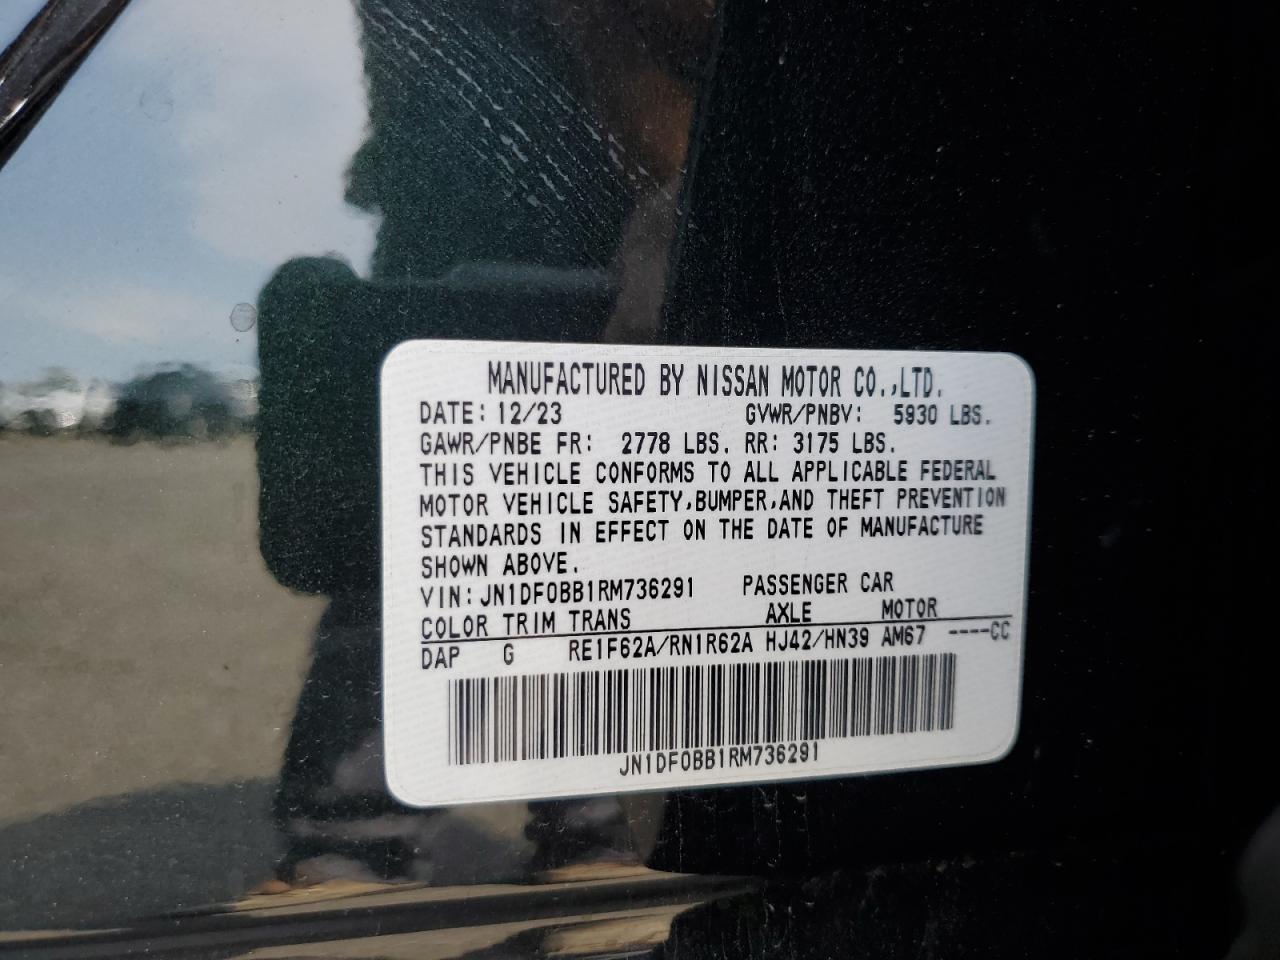 MANUFACTURED BY NISSAN MOTOR CO.,LTD.
DATE: 12/23 GVWR/PNBV: 5930 LBS.
GAWR/PNBE FR: 2778 LBS. RR: 3175 LBS.
THIS VEHICLE CONFORMS TO ALL APPLICABLE FEDERAL
MOTOR VEHICLE SAFETY,BUMPER,AND THEFT PREVENTION
STANDARDS IN EFFECT ON THE DATE OF MANUFACTURE
SHOWN ABOVE.
VIN: JN1DF0BB1RM736291 PASSENGER CAR
COLOR TRIM TRANS AXLE MOTOR
DAP G RE1F62A/RN1R62A HJ42/HN39 AM67 ----CC
JN1DF0BB1RM736291